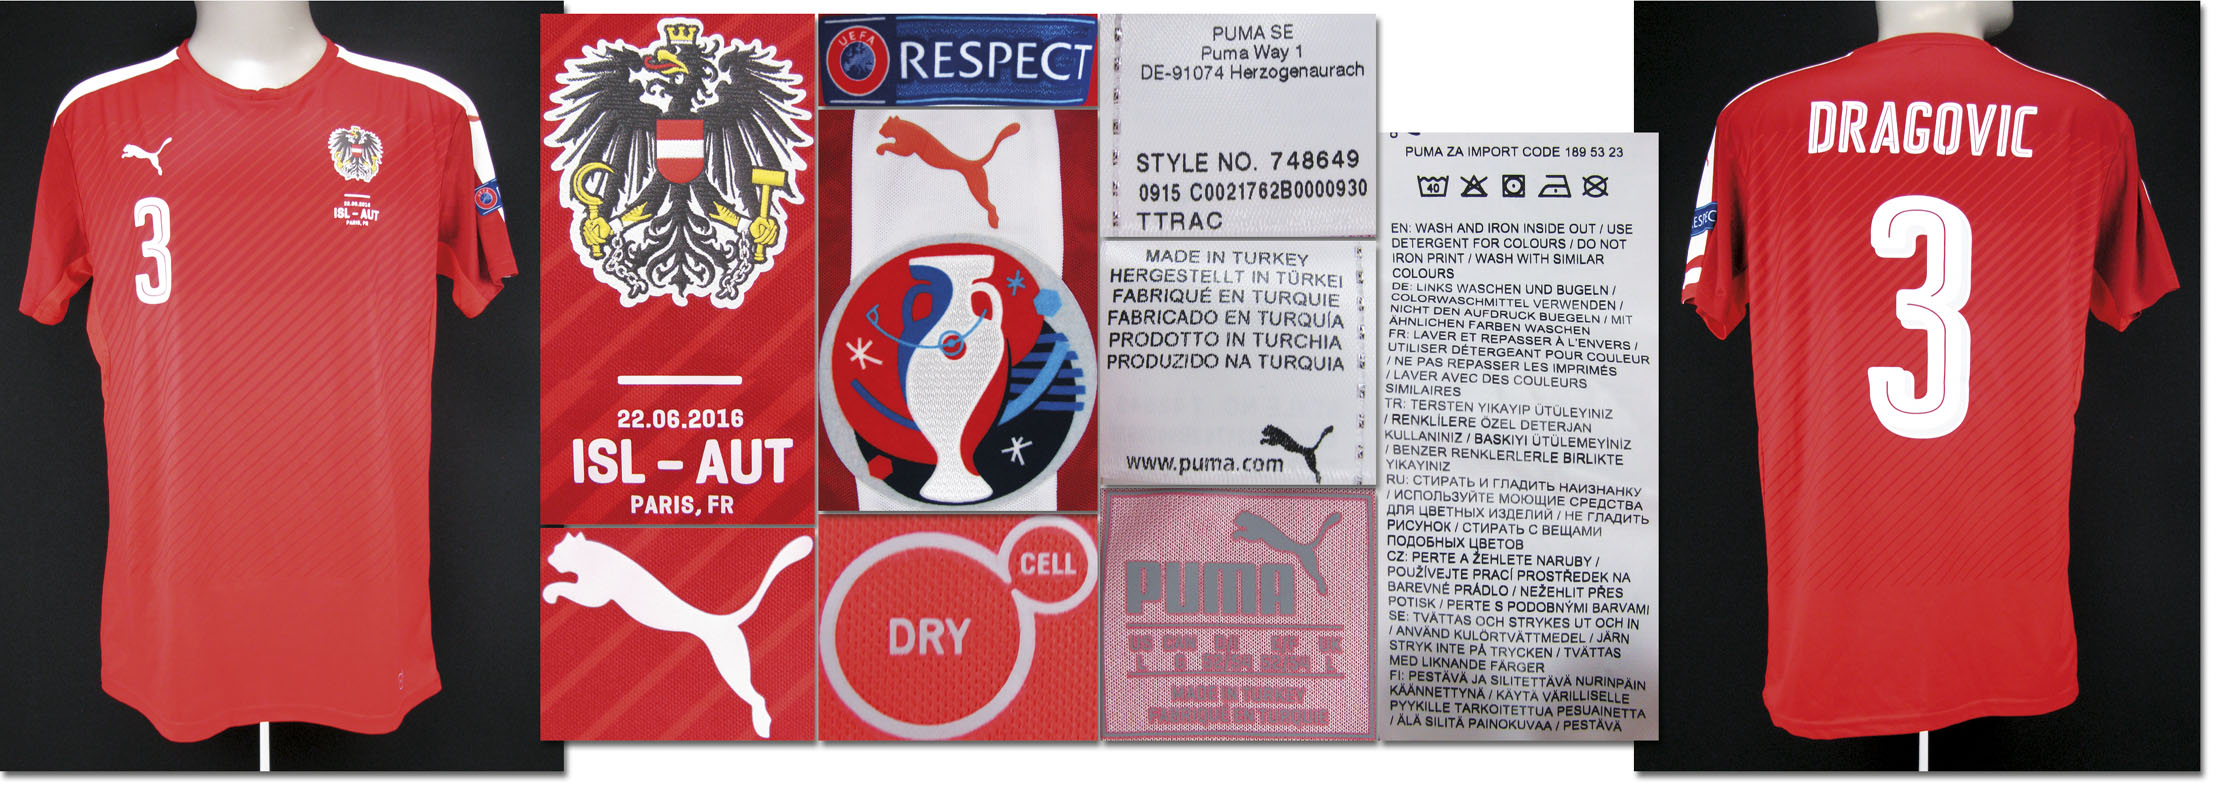 3
22.06.2016
ISL - AUT
PARIS, FR
22.06.2016
ISL - AUT
PARIS, FR
UEFA
RESPECT
DRY
CELL
PUMA SE
Puma Way 1
DE-91074 Herzogenaurach
STYLE NO. 748649
0915 C0021762B0000930
TTRAC
MADE IN TURKEY
HERGESTELLT IN TÜRKEI
FABRIQUÉ EN TURQUIE
FABRICADO EN TURQUÍA
PRODOTTO IN TURCHIA
PRODUZIDO NA TURQUIA
www.puma.com
PUMA
MADE IN TURKEY
FABRIQUÉ EN TURQUIE
PUMA ZA IMPORT CODE 189 53 23
40
EN: WASH AND IRON INSIDE OUT / USE
DETERGENT FOR COLOURS / DO NOT
IRON PRINT / WASH WITH SIMILAR
COLOURS
DE: LINKS WASCHEN UND BUGELN /
COLORWASCHMITTEL VERWENDEN /
NICHT DEN AUFDRUCK BUEGELN / MIT
ÄHNLICHEN FARBEN WASCHEN
FR: LAVER ET REPASSER À L'ENVERS /
UTILISER DÉTERGEANT POUR COULEUR
/ NE PAS REPASSER LES IMPRIMÉS
/ LAVER AVEC DES COULEURS
SIMILAIRES
TR: TERSTEN YIKAYIP ÜTÜLEYINIZ
/ RENKLİLERE ÖZEL DETERJAN
KULLANINIZ / BASKIYI ÜTÜLEMEYİNİZ
/ BENZER RENKLERLERLE BIRLIKTE
YIKAYINIZ
RU: СТИРАТЬ И ГЛАДИТЬ НАИЗНАНКУ
/ ИСПОЛЬЗУЙТЕ МОЮЩИЕ СРЕДСТВА
ДЛЯ ЦВЕТНЫХ ИЗДЕЛИЙ / НЕ ГЛАДИТЬ
РИСУНОК / СТИРАТЬ С ВЕЩАМИ
ПОДОБНЫХ ЦВЕТОВ
CZ: PERTE A ŽEHLETE NARUBY /
POUŽÍVEJTE PRACÍ PROSTŘEDEK NA
BAREVNÉ PRÁDLO / NEŽEHLIT PŘES
POTISK / PERTE S PODOBNÝMI BARVAMI
SE: TVÄTTAS OCH STRYKES UT OCH IN
/ ANVÄND KULÖRTVÄTTMEDEL / JÄRN
STRYK INTE PÅ TRYCKEN / TVÄTTAS
MED LIKNANDE FÄRGER
FI: PESTÄVÄ JA SILITETTÄVÄ NURINPÄIN
KÄÄNNETTYNÄ / KÄYTÄ VÄRILLISELLE
PYYKILLE TARKOITETTUA PESUAINETTA
/ ÄLÄ SILITÄ PAINOKUVAA / PESTÄVÄ
DRAGOVIC
3